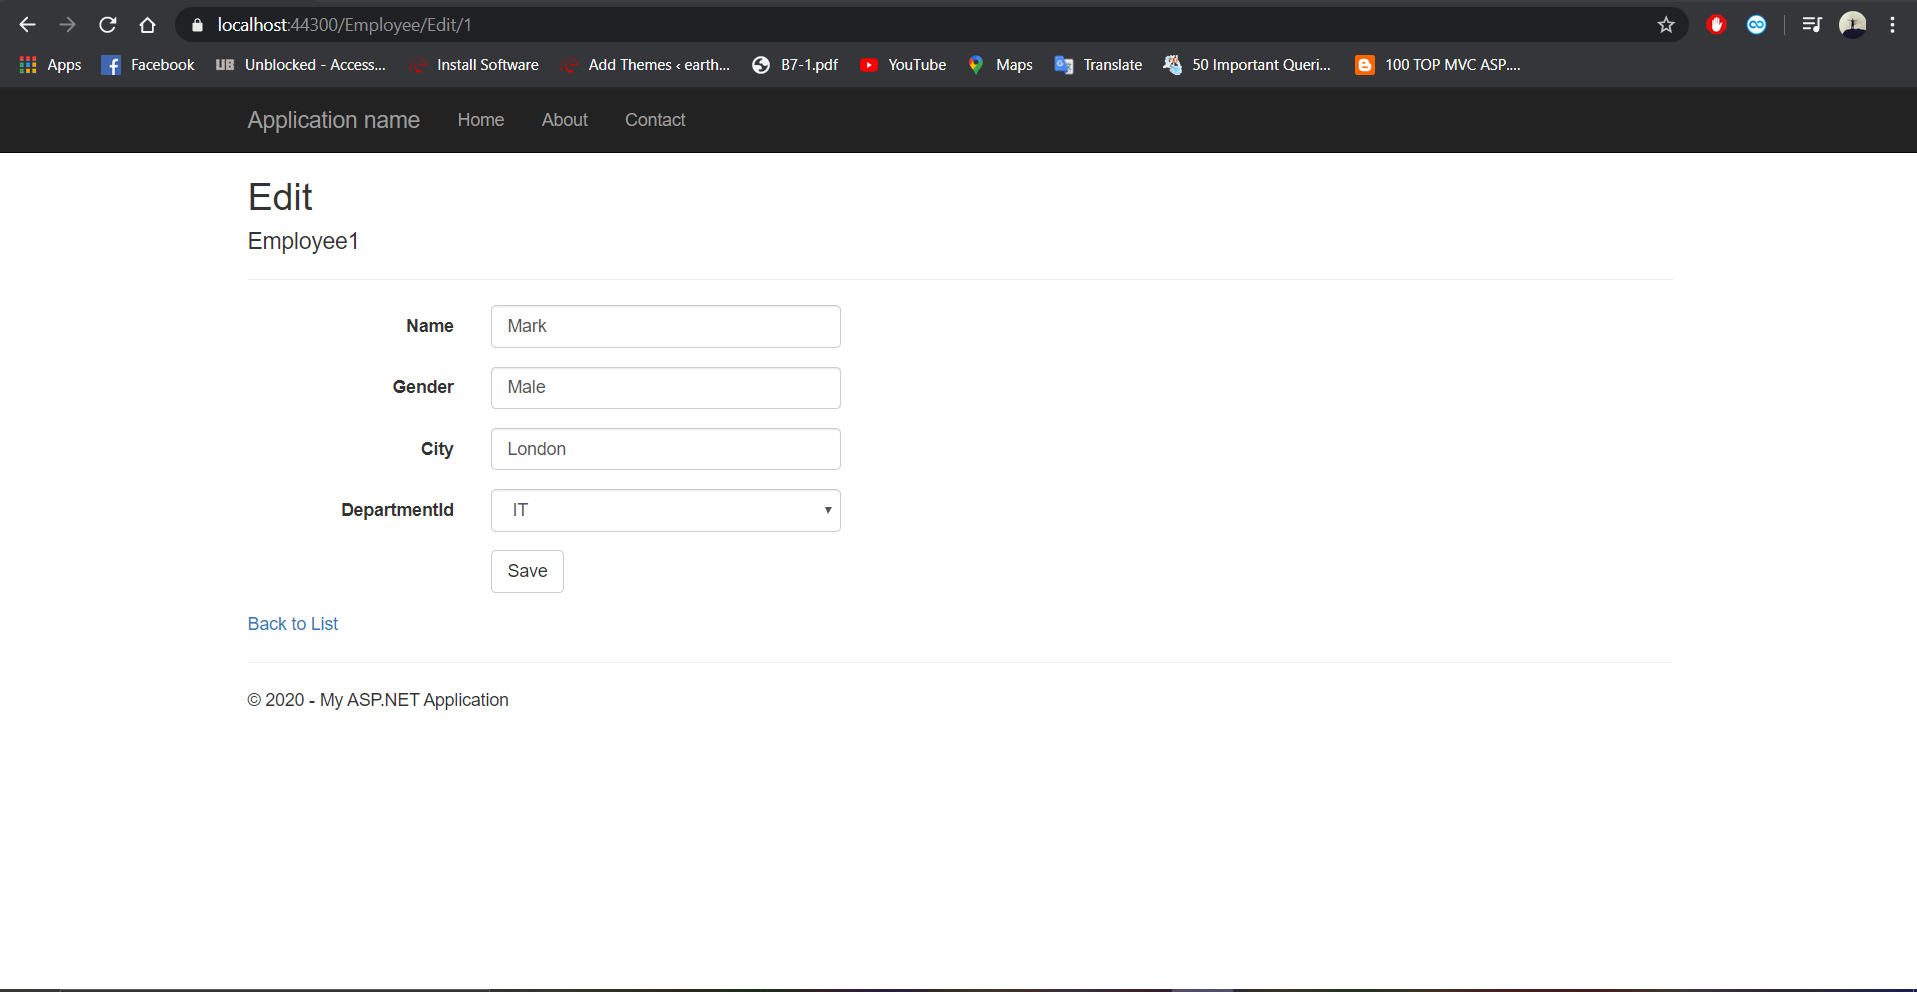 localhost:44300/Employee/Edit/1
Apps Facebook UB Unblocked - Access... Install Software Add Themes ‹ earth... B7-1.pdf YouTube Maps Translate 50 Important Queri... 100 TOP MVC ASP....
Application name Home About Contact
Edit
Employee1
Name Mark
Gender Male
City London
DepartmentId IT
Save
Back to List
© 2020 - My ASP.NET Application